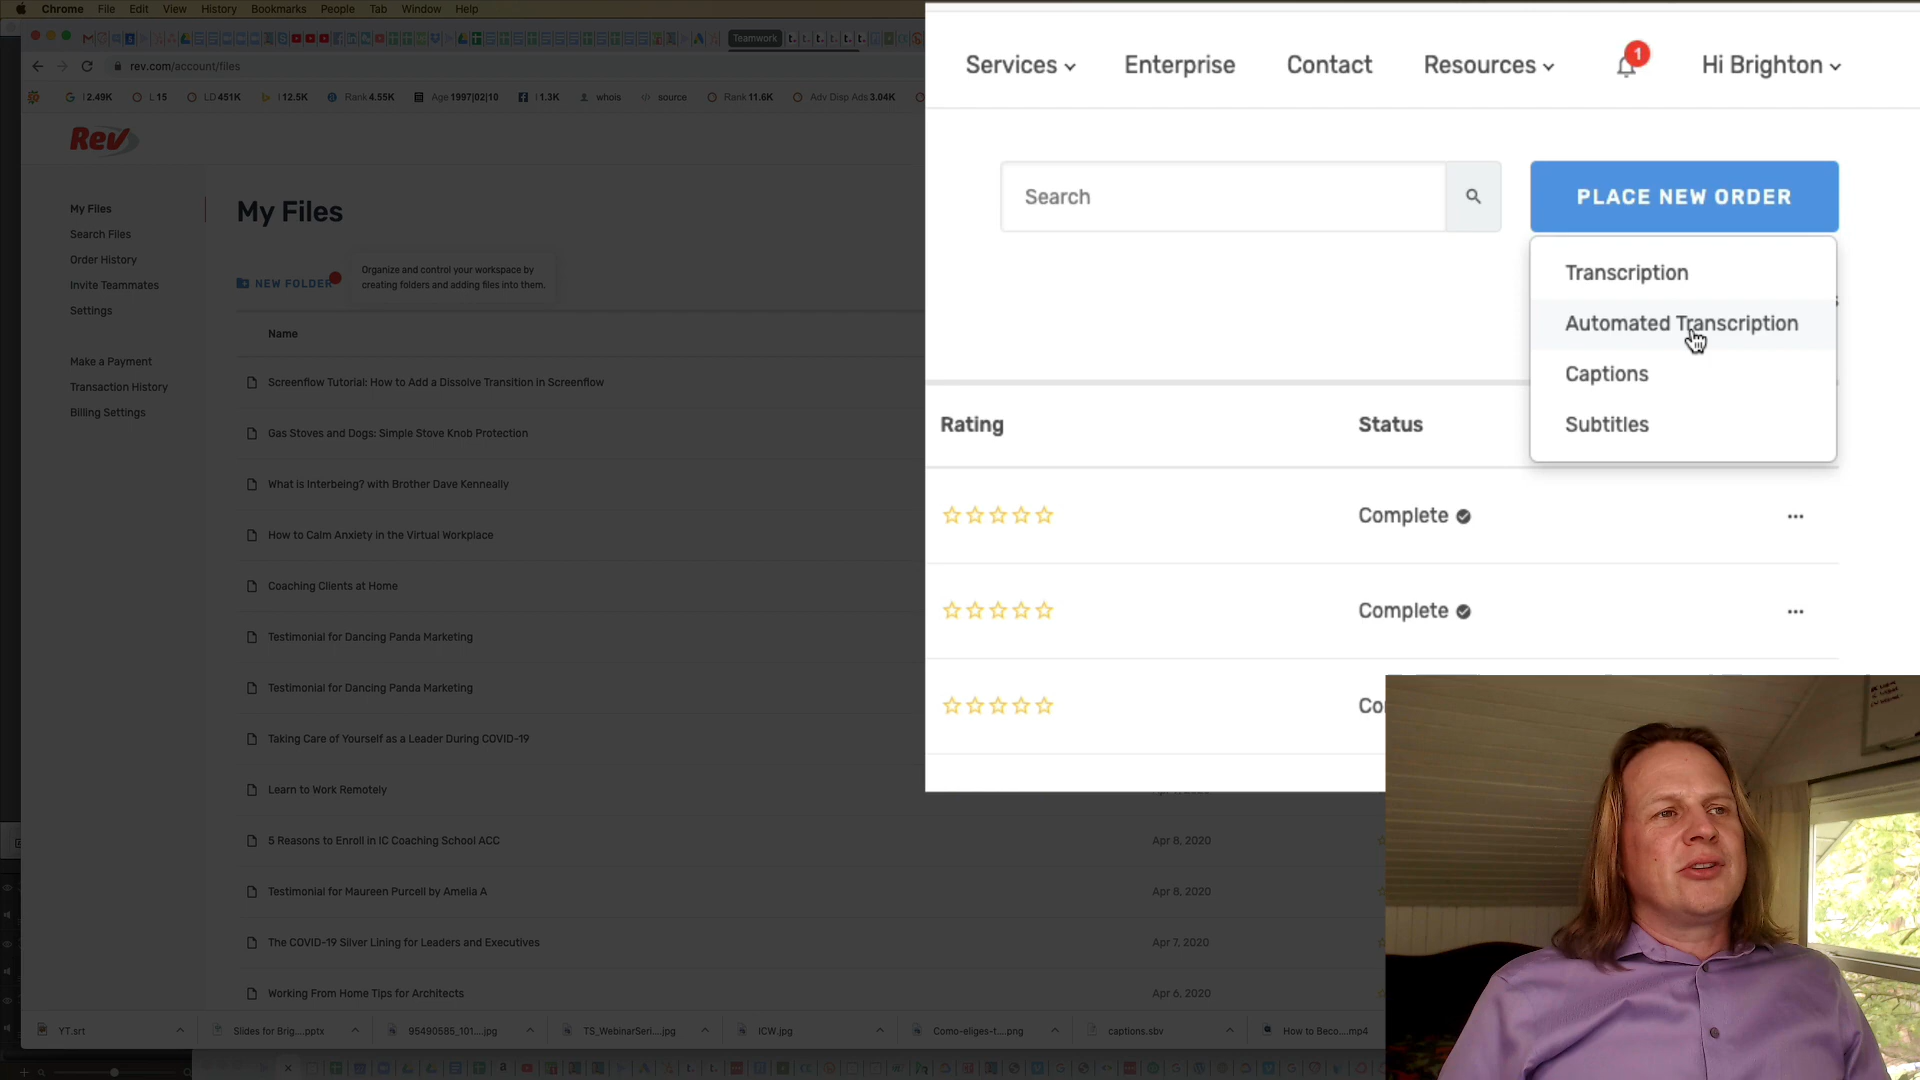 Chrome File Edit View History Bookmarks People Tab Window Help
Teamwork
rev.com/account/files
I 2.49K L 15 LD 451K I 12.5K Rank 4.55K Age 1997|02|10 I 1.3K whois source Rank 11.6K Adv Disp Ads 3.04K
Services Enterprise Contact Resources 1 Hi Brighton
Rev
Search PLACE NEW ORDER
Transcription
Automated Transcription
Captions
Subtitles
My Files
Search Files
Order History
Invite Teammates
Settings
Make a Payment
Transaction History
Billing Settings
My Files
NEW FOLDER
Organize and control your workspace by
creating folders and adding files into them.
Name
Rating Status
Screenflow Tutorial: How to Add a Dissolve Transition in Screenflow
Gas Stoves and Dogs: Simple Stove Knob Protection
What is Interbeing? with Brother Dave Kenneally
How to Calm Anxiety in the Virtual Workplace
Coaching Clients at Home
Testimonial for Dancing Panda Marketing
Testimonial for Dancing Panda Marketing
Taking Care of Yourself as a Leader During COVID-19
Learn to Work Remotely
5 Reasons to Enroll in IC Coaching School ACC Apr 8, 2020
Testimonial for Maureen Purcell by Amelia A Apr 8, 2020
The COVID-19 Silver Lining for Leaders and Executives Apr 7, 2020
Working From Home Tips for Architects Apr 6, 2020
Complete
Complete
Co
YT.srt Slides for Brig....pptx 95490585_101....jpg TS_WebinarSeri....jpg ICW.jpg Como-eliges-t....png captions.sbv How to Beco....mp4